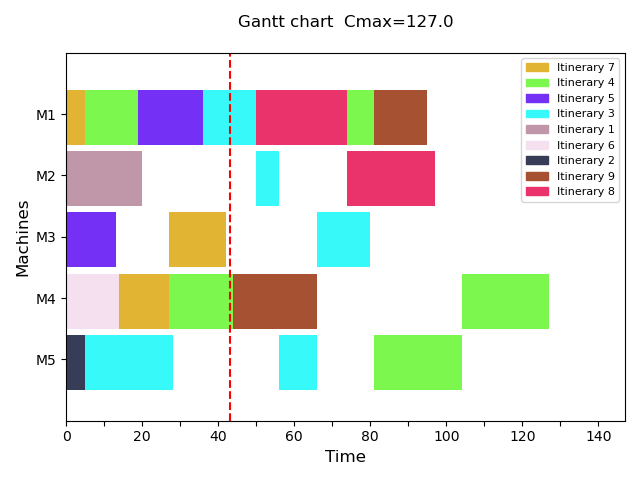 Gantt chart  Cmax=127.0
Itinerary 7
Itinerary 4
Itinerary 5
Itinerary 3
Itinerary 1
Itinerary 6
Itinerary 2
Itinerary 9
Itinerary 8
M1
M2
M3
M4
M5
Machines
0 20 40 60 80 100 120 140
Time